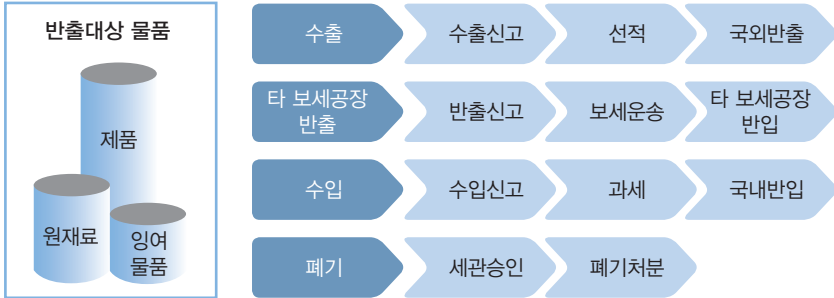 반출대상 물품
제품
원재료
잉여
물품
수출
수출신고
선적
국외반출
타 보세공장
반출
반출신고
보세운송
타 보세공장
반입
수입
수입신고
과세
국내반입
폐기
세관승인
폐기처분